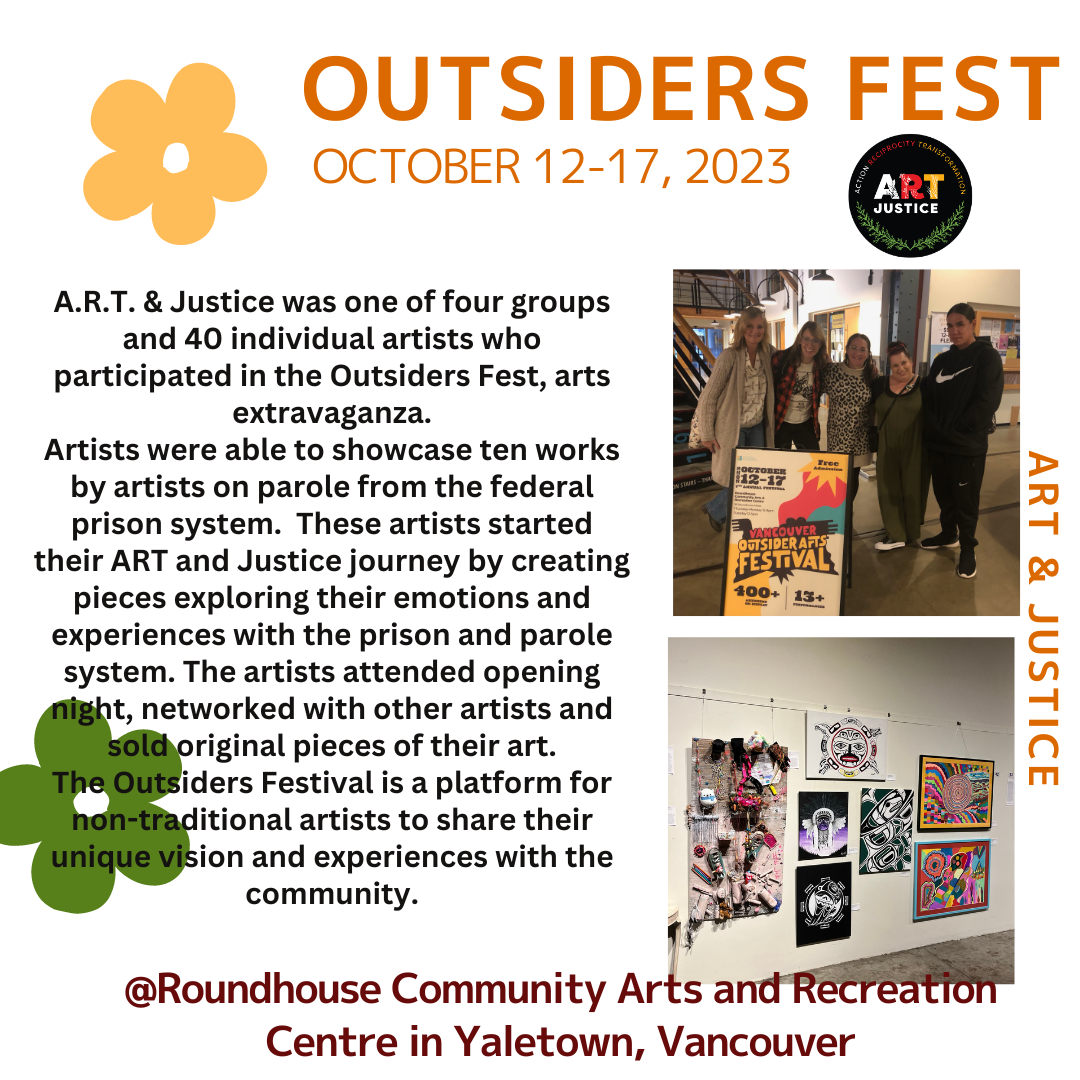 OUTSIDERS FEST
OCTOBER 12-17, 2023
ACTION RECIPROCITY TRANSFORMATION
ART
JUSTICE
A.R.T. & Justice was one of four groups
and 40 individual artists who
participated in the Outsiders Fest, arts
extravaganza.
Artists were able to showcase ten works
by artists on parole from the federal
prison system.  These artists started
their ART and Justice journey by creating
pieces exploring their emotions and
experiences with the prison and parole
system. The artists attended opening
night, networked with other artists and
sold original pieces of their art.
The Outsiders Festival is a platform for
non-traditional artists to share their
unique vision and experiences with the
community.
2023
OCTOBER
12-17
Free
Admission
VANCOUVER
OUTSIDER ARTS
FESTIVAL
400+
13+
ART & JUSTICE
@Roundhouse Community Arts and Recreation
Centre in Yaletown, Vancouver